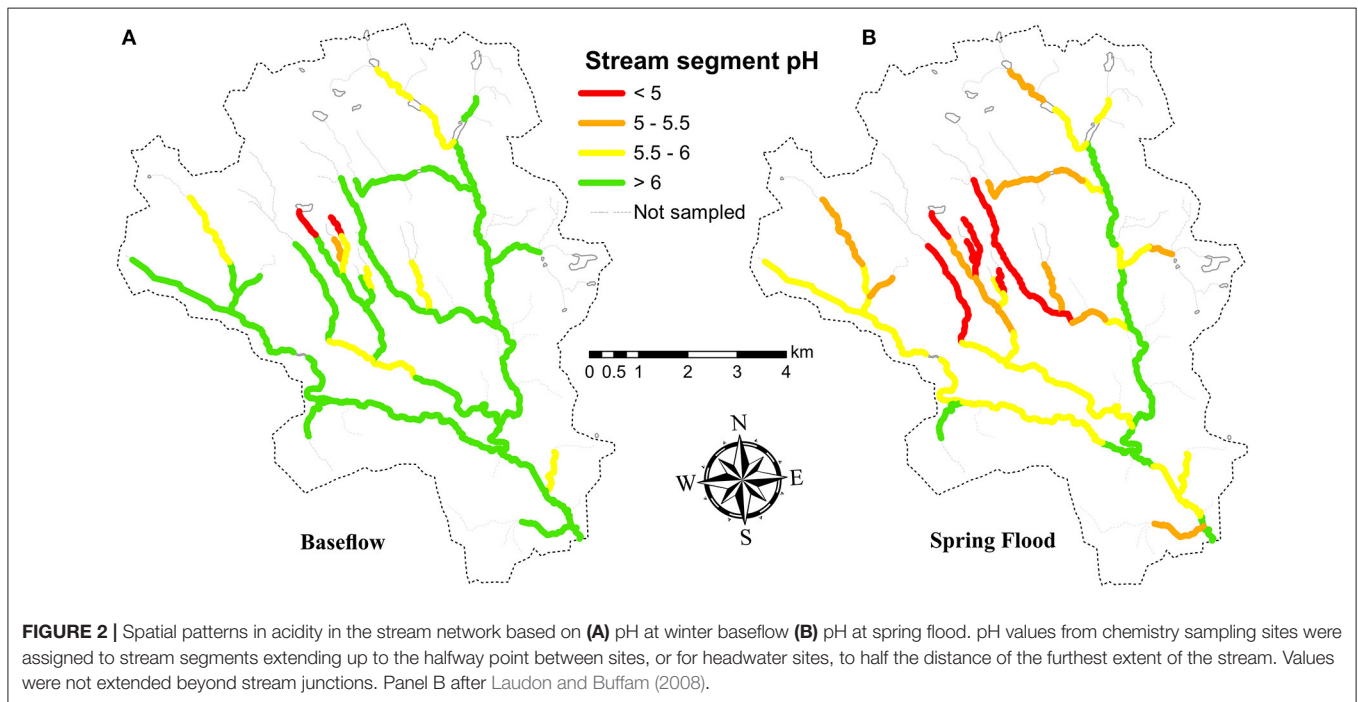 A
B
Stream segment pH
< 5
5 - 5.5
5.5 - 6
> 6
Not sampled
km
0 0.5 1 2 3 4
N
W E
S
Baseflow
Spring Flood
FIGURE 2 | Spatial patterns in acidity in the stream network based on (A) pH at winter baseflow (B) pH at spring flood. pH values from chemistry sampling sites were
assigned to stream segments extending up to the halfway point between sites, or for headwater sites, to half the distance of the furthest extent of the stream. Values
were not extended beyond stream junctions. Panel B after Laudon and Buffam (2008).